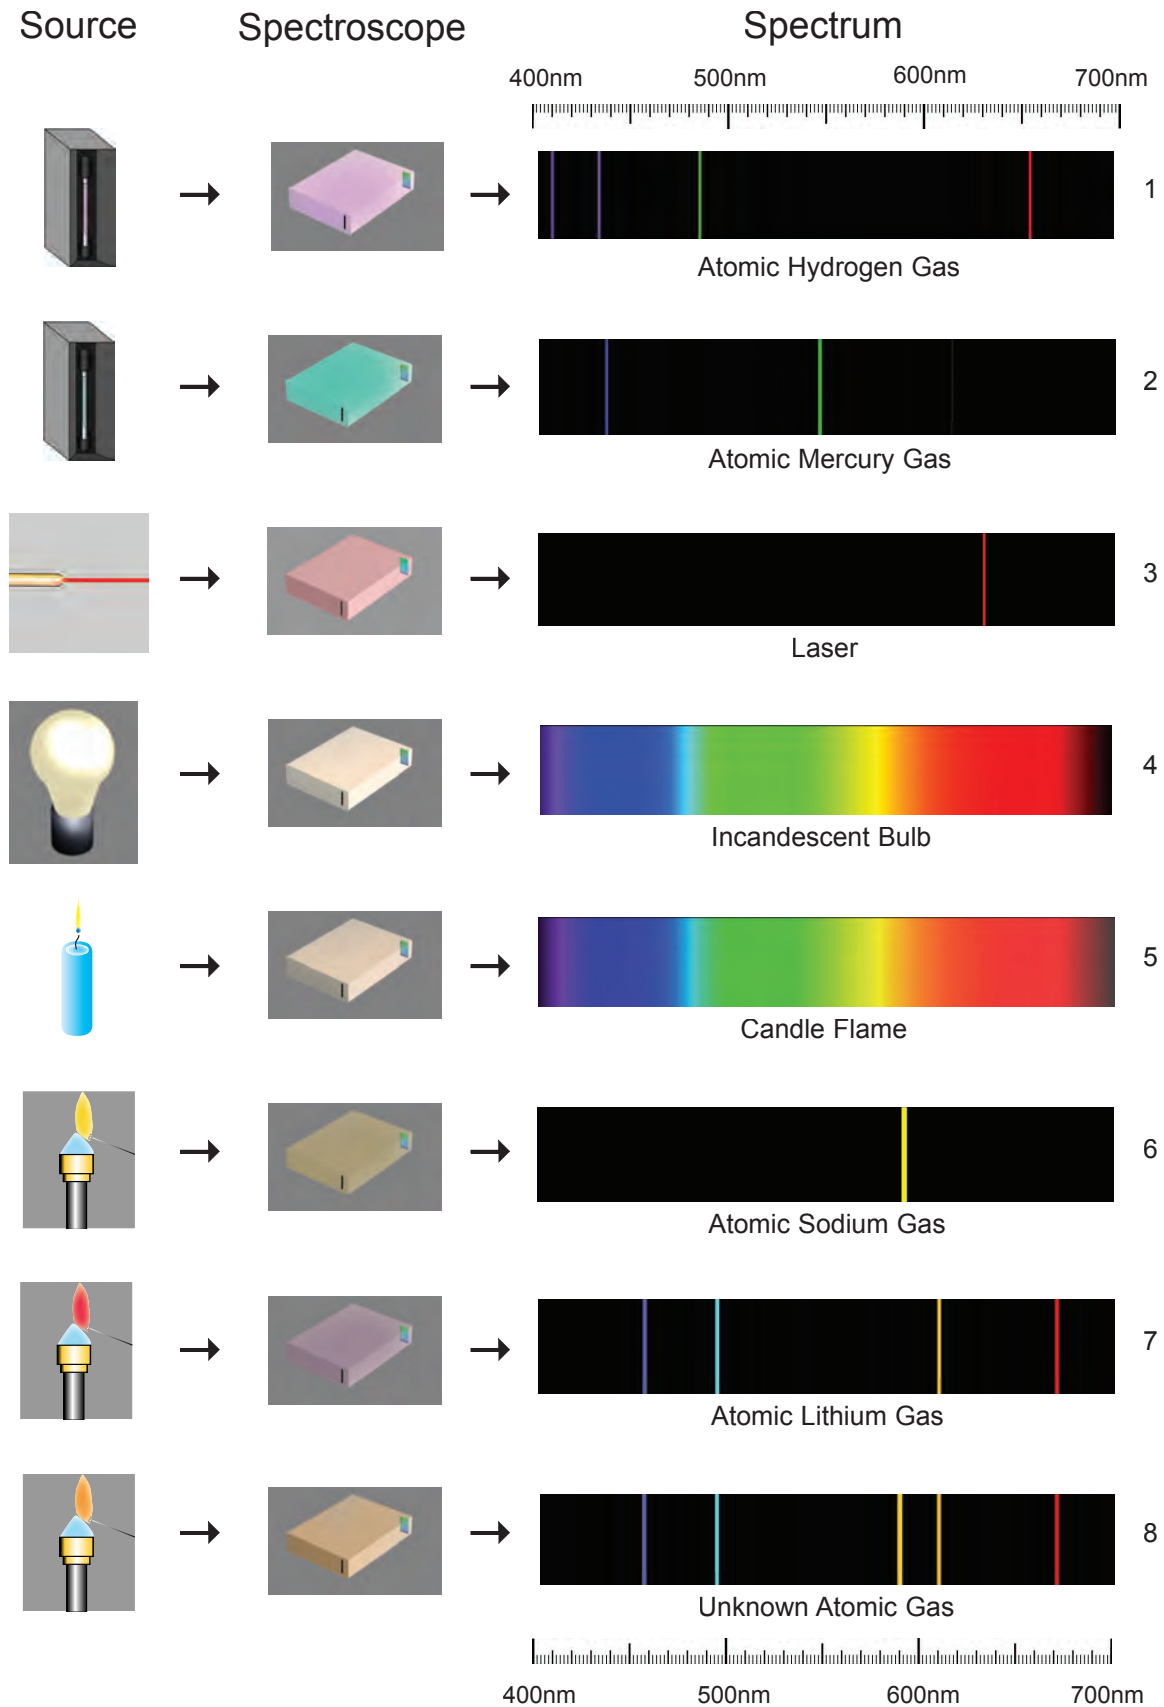 Source Spectroscope Spectrum
400nm 500nm 600nm 700nm
1
Atomic Hydrogen Gas
2
Atomic Mercury Gas
3
Laser
4
Incandescent Bulb
5
Candle Flame
6
Atomic Sodium Gas
7
Atomic Lithium Gas
8
Unknown Atomic Gas
400nm 500nm 600nm 700nm